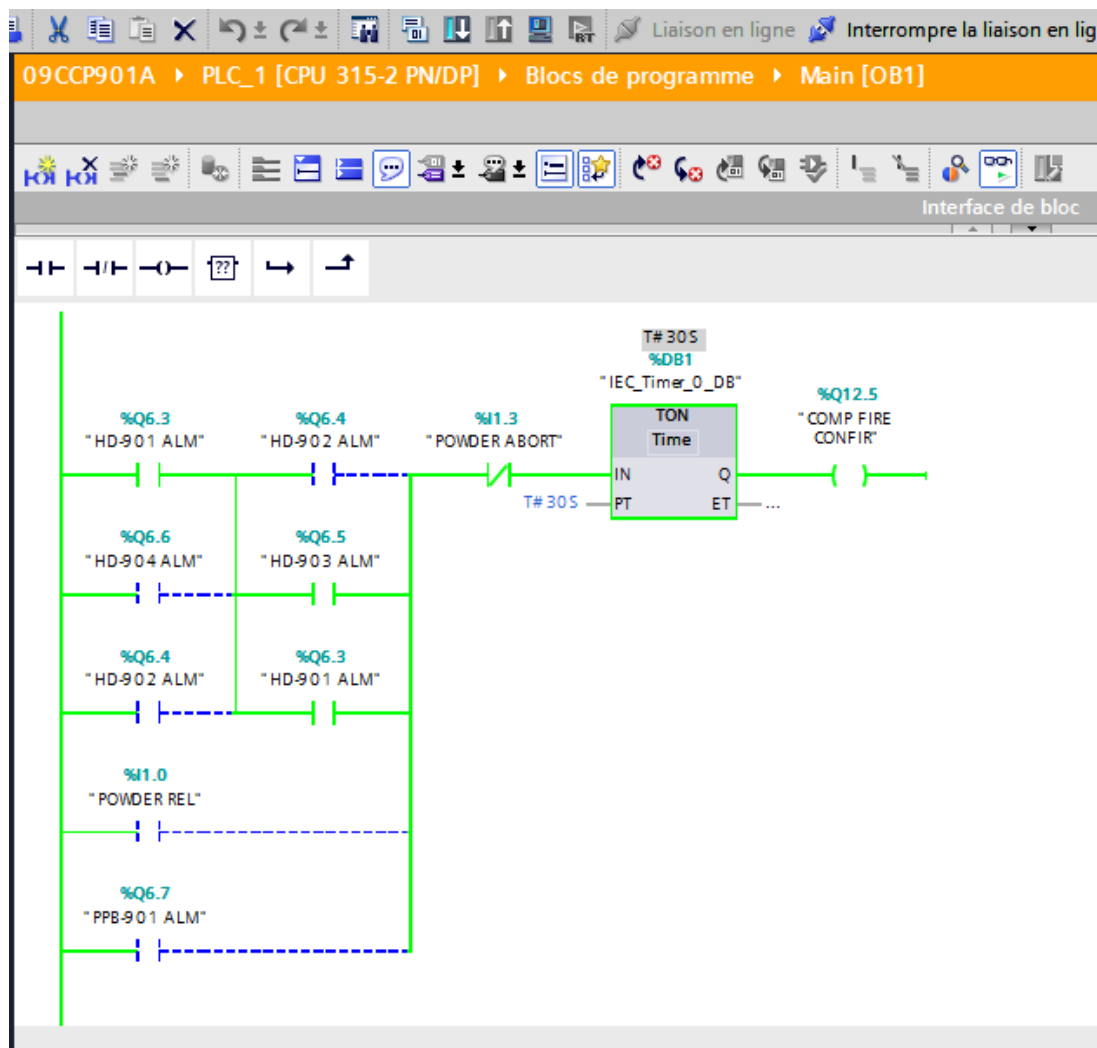 Liaison en ligne Interrompre la liaison en lig
09CCP901A PLC_1 [CPU 315-2 PN/DP] Blocs de programme Main [OB1]
Interface de bloc
??
T# 30S
%DB1
"IEC_Timer_0_DB"
%Q6.3 %Q6.4 %I1.3 TON %Q12.5
"HD-901 ALM" "HD-902 ALM" "POWDER ABORT" Time "COMP FIRE
CONFIR"
IN Q
T# 30S PT ET ...
%Q6.6 %Q6.5
"HD-904 ALM" "HD-903 ALM"
%Q6.4 %Q6.3
"HD-902 ALM" "HD-901 ALM"
%I1.0
"POWDER REL"
%Q6.7
"PPB-901 ALM"